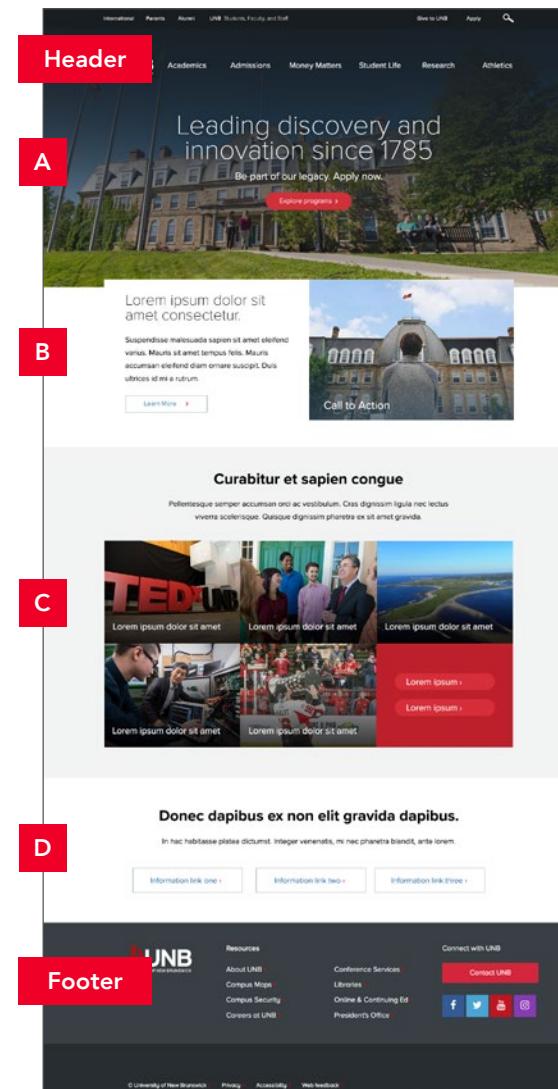 International Parents Alumni UNB Students, Faculty, and Staff Give to UNB Apply
Header
Academics Admissions Money Matters Student Life Research Athletics
Leading discovery and
innovation since 1785
A
Be part of our legacy. Apply now.
Explore programs ›
Lorem ipsum dolor sit
amet consectetur.
B
Suspendisse malesuada sapien sit amet eleifend
varius. Mauris sit amet tempus felis. Mauris
accumsan eleifend diam ornare suscipit. Duis
ultrices id mi a rutrum.
Learn More ›
Call to Action
Curabitur et sapien congue
Pellentesque semper accumsan orci ac vestibulum. Cras dignissim ligula nec lectus
viverra scelerisque. Quisque dignissim pharetra ex sit amet gravida.
TEDxUNB
C
Lorem ipsum dolor sit amet
Lorem ipsum dolor sit amet
Lorem ipsum dolor sit amet
Lorem ipsum dolor sit amet
Lorem ipsum dolor sit amet
Lorem ipsum ›
Lorem ipsum ›
Donec dapibus ex non elit gravida dapibus.
D
In hac habitasse platea dictumst. Integer venenatis, mi nec pharetra blandit, ante lorem.
Information link one › Information link two › Information link three ›
UNB
Footer
Resources
About UNB
Campus Maps
Campus Security
Careers at UNB
Conference Services
Libraries
Online & Continuing Ed
President's Office
Connect with UNB
Contact UNB
© University of New Brunswick Privacy Accessibility Web feedback